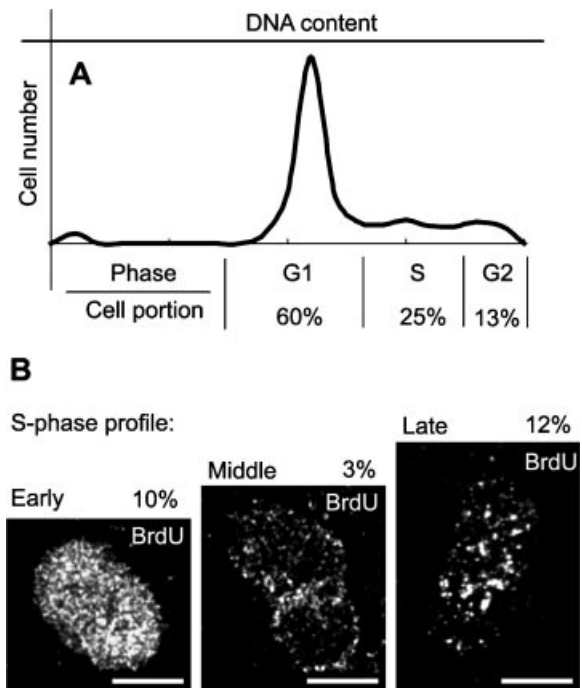 DNA content
A
Cell number
Phase G1 S G2
Cell portion 60% 25% 13%
B
S-phase profile:
Early 10%
BrdU
Middle 3%
BrdU
Late 12%
BrdU